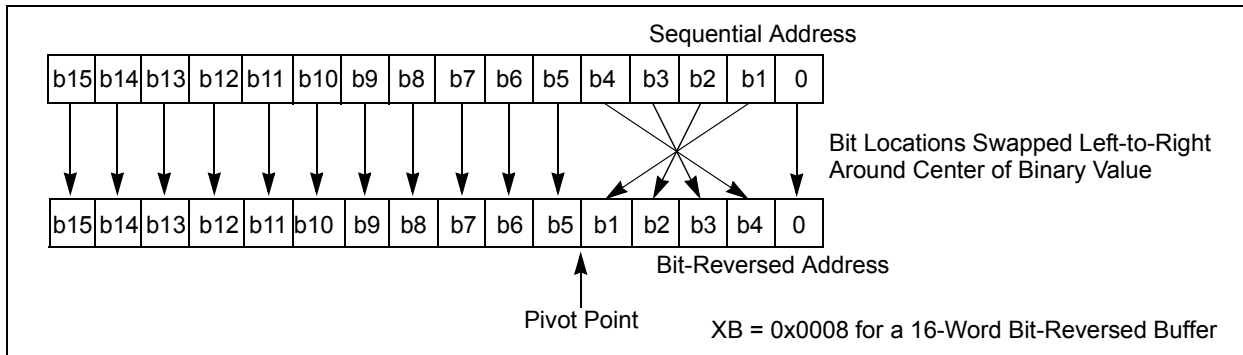 Sequential Address
b15 b14 b13 b12 b11 b10 b9 b8 b7 b6 b5 b4 b3 b2 b1 0
Bit Locations Swapped Left-to-Right
Around Center of Binary Value
b15 b14 b13 b12 b11 b10 b9 b8 b7 b6 b5 b1 b2 b3 b4 0
Bit-Reversed Address
Pivot Point
XB = 0x0008 for a 16-Word Bit-Reversed Buffer